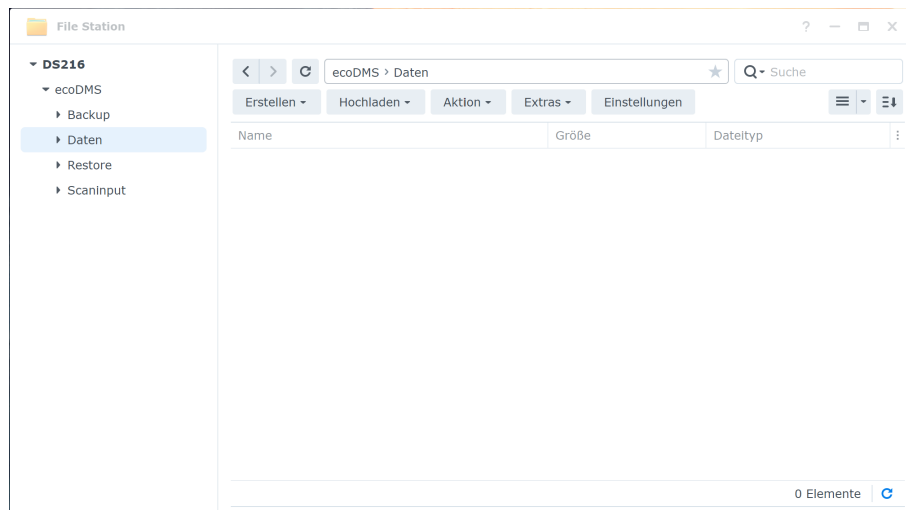 File Station
DS216
ecoDMS
Backup
Daten
Restore
ScanInput
ecoDMS › Daten
Suche
Erstellen Hochladen Aktion Extras Einstellungen
Name Größe Dateityp
0 Elemente